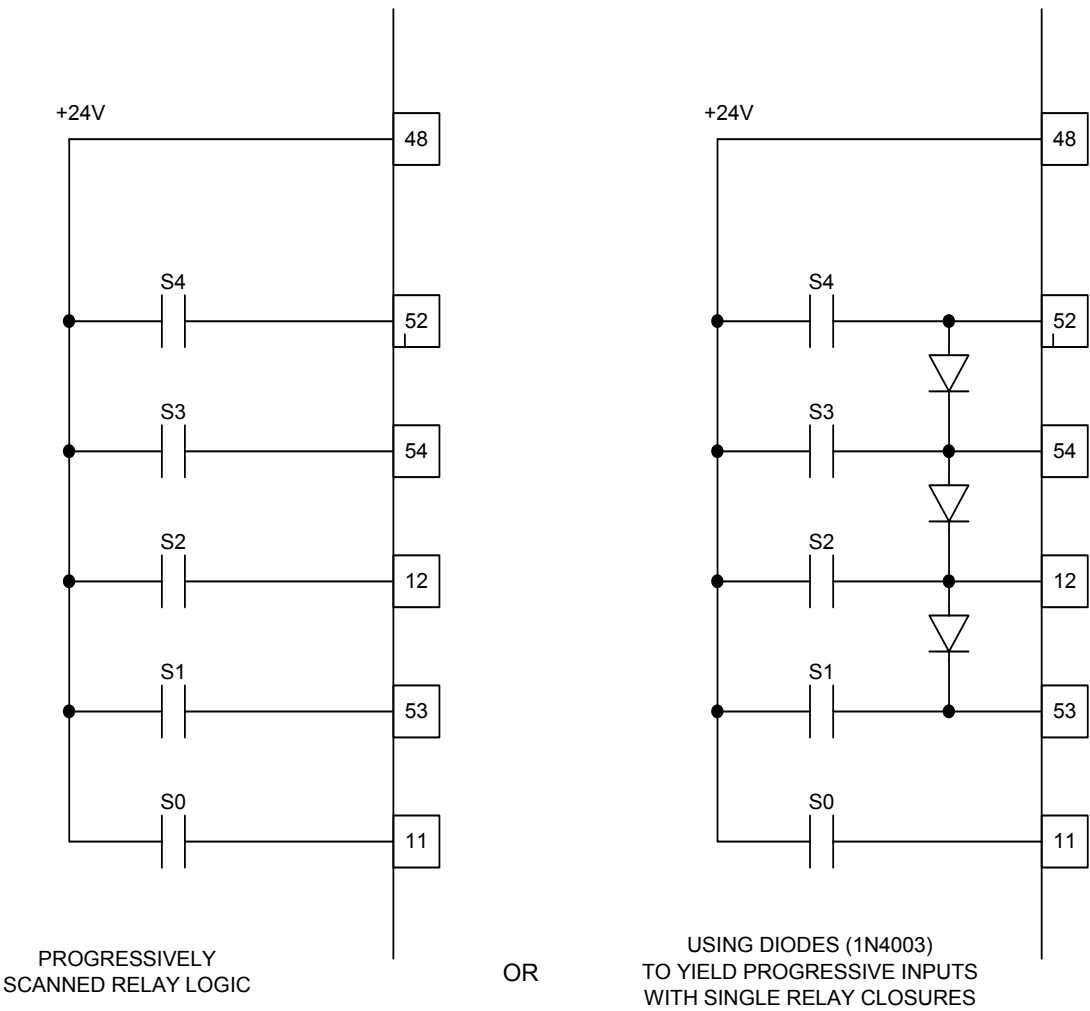 +24V
48
S4
52
S3
54
S2
12
S1
53
S0
11
PROGRESSIVELY
SCANNED RELAY LOGIC
OR
+24V
48
S4
52
S3
54
S2
12
S1
53
S0
11
USING DIODES (1N4003)
TO YIELD PROGRESSIVE INPUTS
WITH SINGLE RELAY CLOSURES